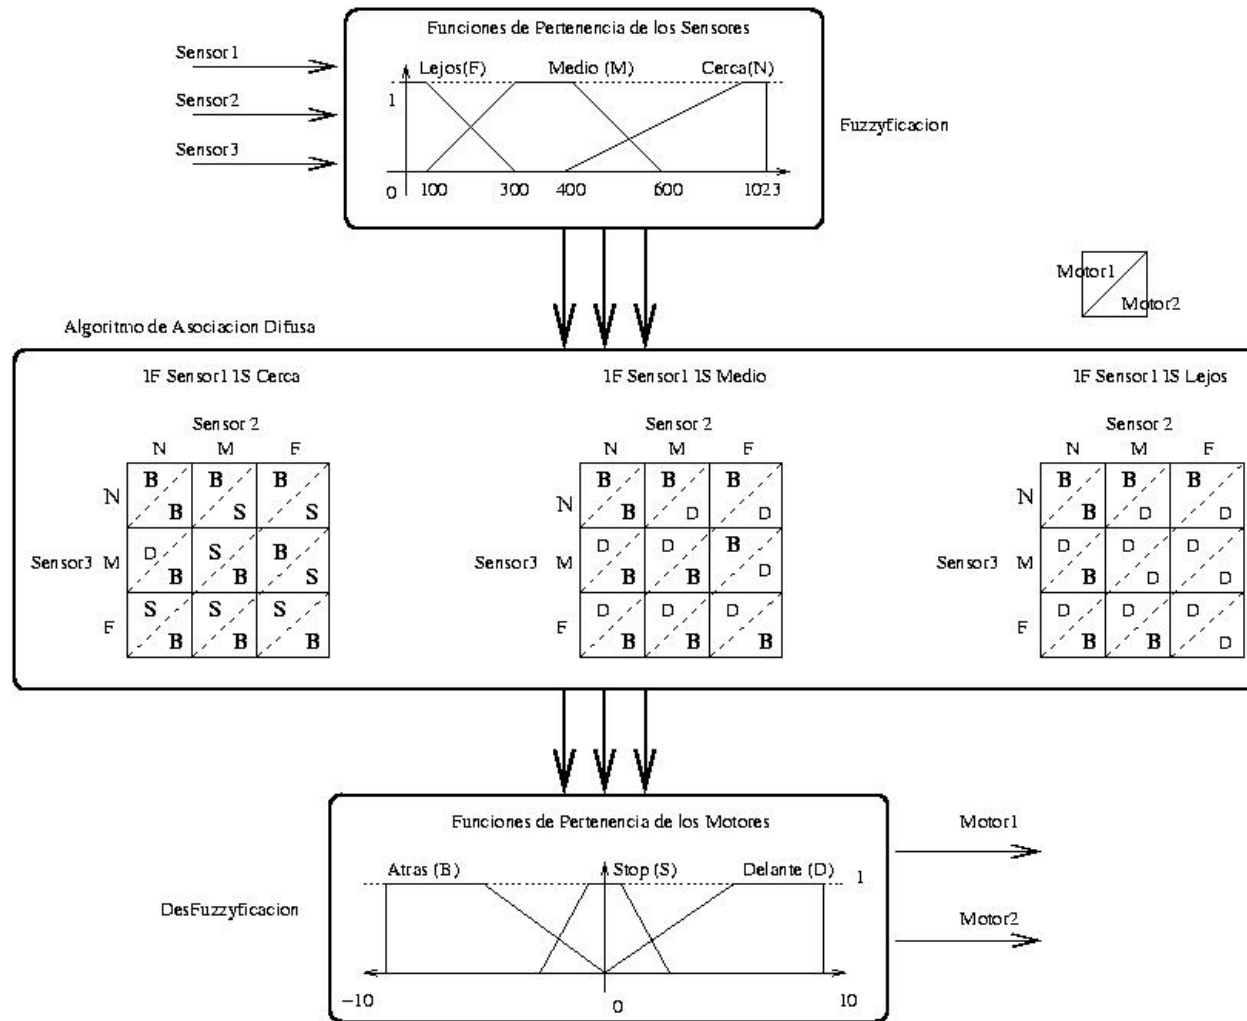 Funciones de Pertenencia de los Sensores
Sensor1
Sensor2
Sensor3
Lejos(F) Medio (M) Cerca(N)
1
0 100 300 400 600 1023
Fuzzyficacion
Motor1
Motor2
Algoritmo de Asociacion Difusa
IF Sensor1 IS Cerca IF Sensor1 IS Medio IF Sensor1 IS Lejos
Sensor 2 Sensor 2 Sensor 2
N M F N M F N M F
N B B B N B B B N B B B
B S S B D D B D D
Sensor3 M D S B Sensor3 M D D B Sensor3 M D D D
B B S B B D B D D
F S S S F D D D F D D D
B B B B B B B B D
Funciones de Pertenencia de los Motores
Atras (B) Stop (S) Delante (D) 1
DesFuzzyficacion
-10 0 10
Motor1
Motor2